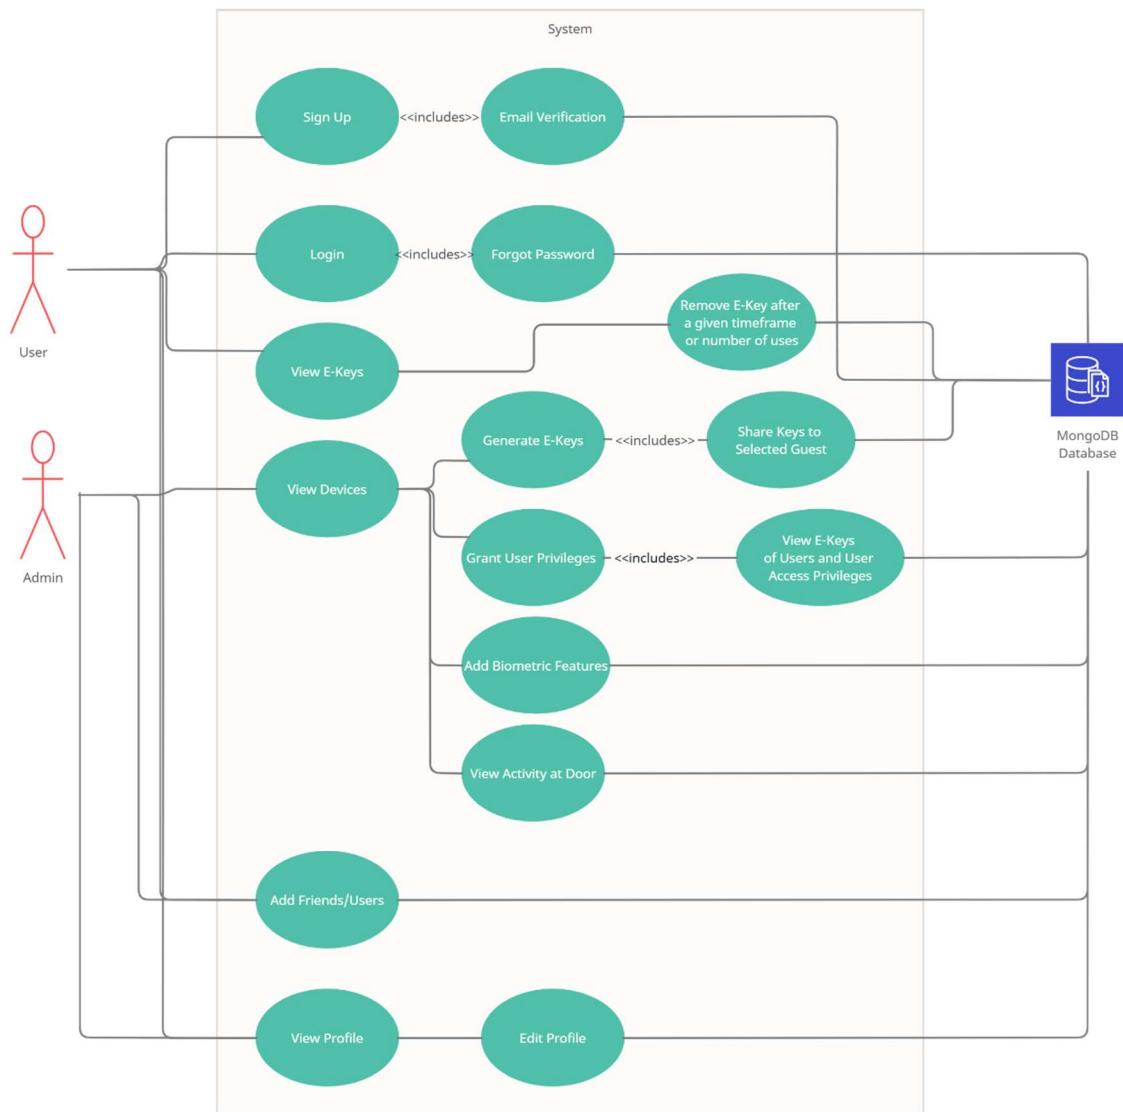 System
Sign Up
<<includes>>
Email Verification
Login
<<includes>>
Forgot Password
User
View E-Keys
Remove E-Key after
a given timeframe
or number of uses
MongoDB
Database
Generate E-Keys
<<includes>>
Share Keys to
Selected Guest
Admin
View Devices
Grant User Privileges
<<includes>>
View E-Keys
of Users and User
Access Privileges
Add Biometric Features
View Activity at Door
Add Friends/Users
View Profile
Edit Profile